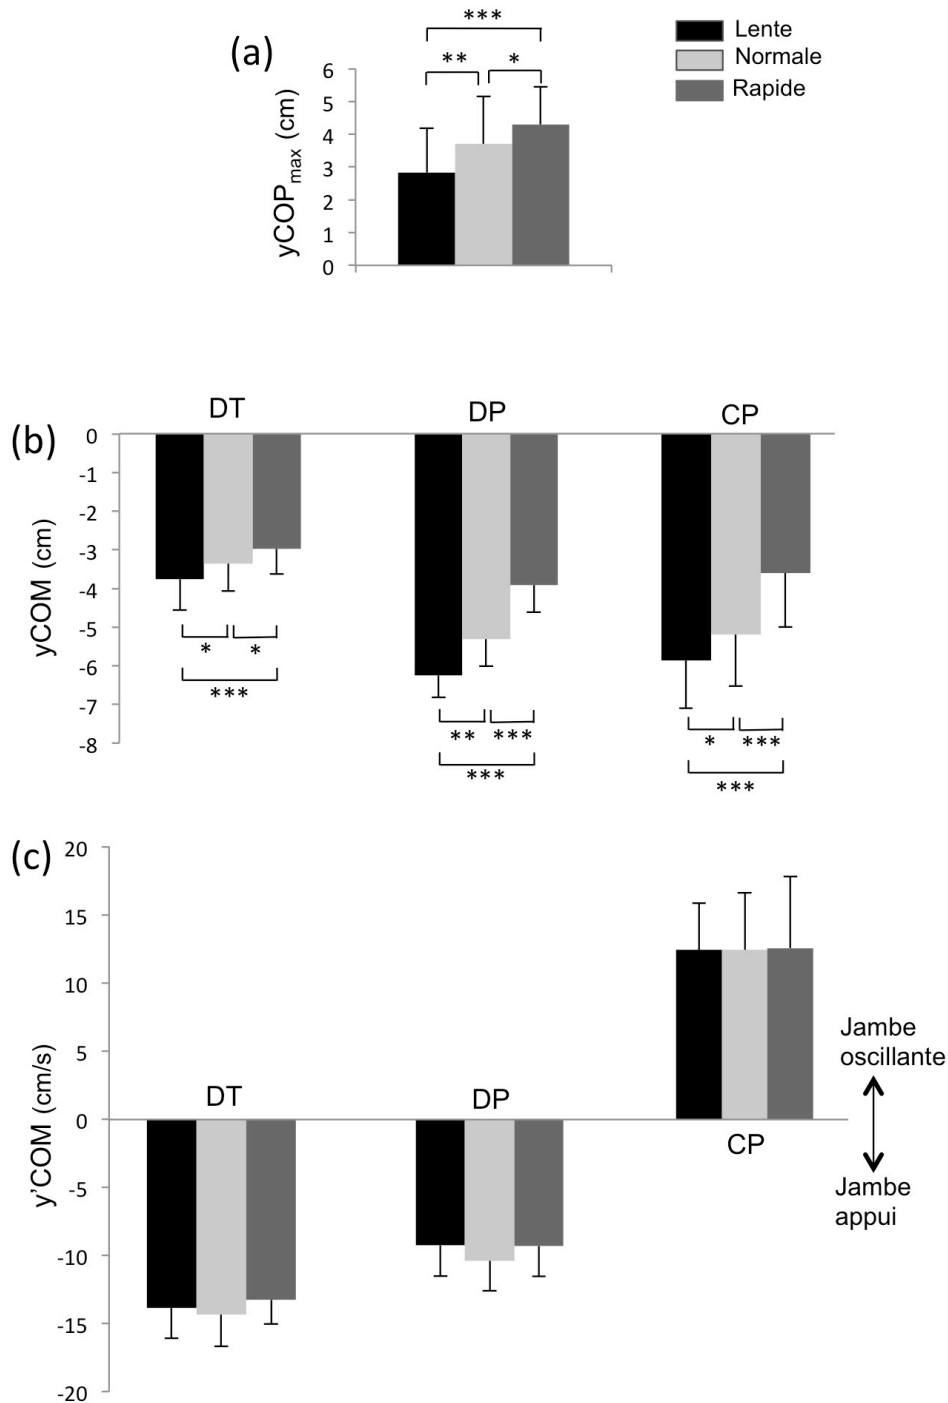 (a)
***
** *
yCOPmax (cm)
6
5
4
3
2
1
0
Lente
Normale
Rapide
(b)
DT DP CP
yCOM (cm)
0
-1
-2
-3
-4
-5
-6
-7
-8
* *
***
** ***
***
* ***
***
(c)
y’COM (cm/s)
20
15
10
5
0
-5
-10
-15
-20
DT DP
CP
Jambe
oscillante
Jambe
appui